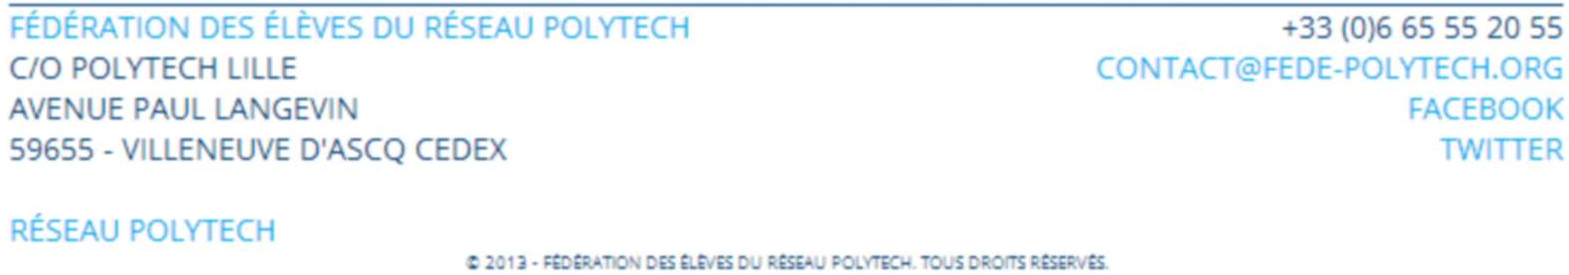 FÉDÉRATION DES ÉLÈVES DU RÉSEAU POLYTECH
C/O POLYTECH LILLE
AVENUE PAUL LANGEVIN
59655 - VILLENEUVE D'ASCQ CEDEX
RÉSEAU POLYTECH
+33 (0)6 65 55 20 55
CONTACT@FEDE-POLYTECH.ORG
FACEBOOK
TWITTER
© 2013 - FÉDÉRATION DES ÉLÈVES DU RÉSEAU POLYTECH. TOUS DROITS RÉSERVÉS.